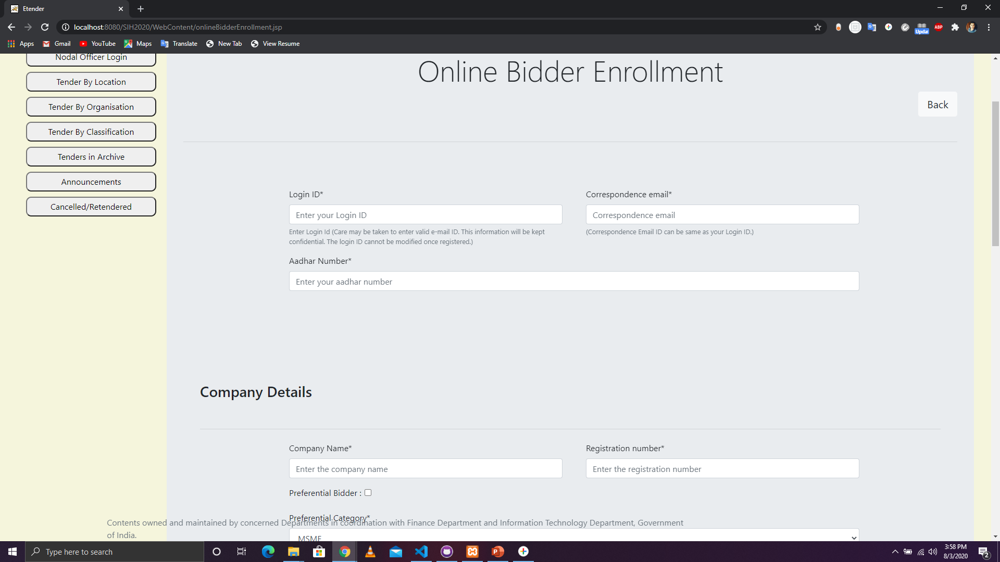 Etender
localhost:8080/SIH2020/WebContent/onlineBidderEnrollment.jsp
ABP
Updat
Apps
Gmail
YouTube
Maps
Translate
New Tab
View Resume
Nodal Officer Login
Tender By Location
Tender By Organisation
Tender By Classification
Tenders in Archive
Announcements
Cancelled/Retendered
Online Bidder Enrollment
Back
Login ID*
Correspondence email*
Enter your Login ID
Correspondence email
Enter Login Id (Care may be taken to enter valid e-mail ID. This information will be kept
confidential. The login ID cannot be modified once registered.)
(Correspondence Email ID can be same as your Login ID.)
Aadhar Number*
Enter your aadhar number
Company Details
Company Name*
Registration number*
Enter the company name
Enter the registration number
Preferential Bidder :
Preferential Category*
Contents owned and maintained by concerned Departments in coordination with Finance Department and Information Technology Department, Government
of India.
MSME
Type here to search
3:58 PM
8/3/2020
2